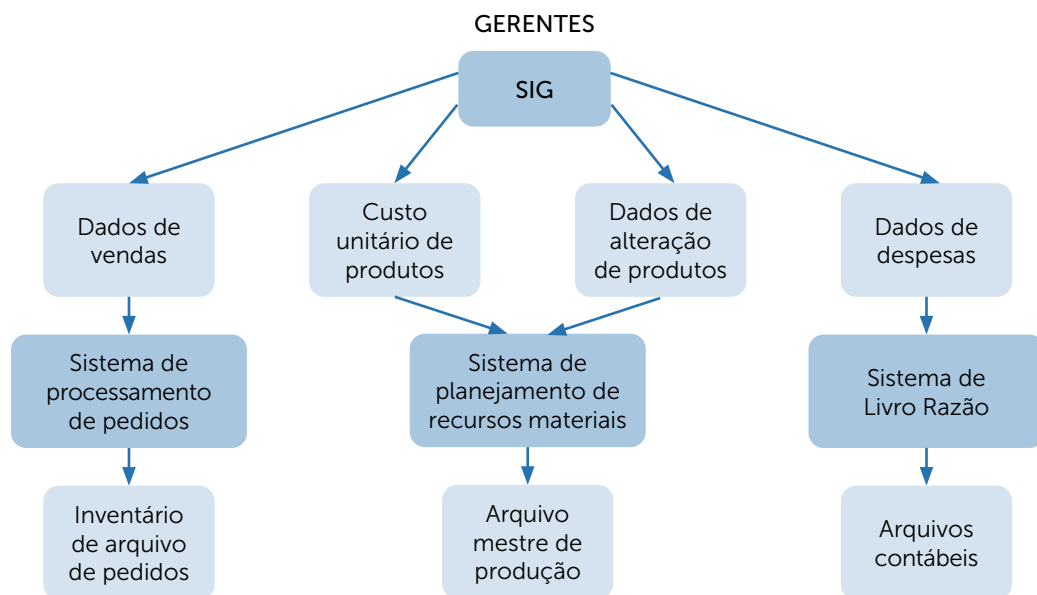 GERENTES
SIG
Dados de
vendas
Custo
unitário de
produtos
Dados de
alteração
de produtos
Dados de
despesas
Sistema de
processamento
de pedidos
Sistema de
planejamento de
recursos materiais
Sistema de
Livro Razão
Inventário
de arquivo
de pedidos
Arquivo
mestre de
produção
Arquivos
contábeis